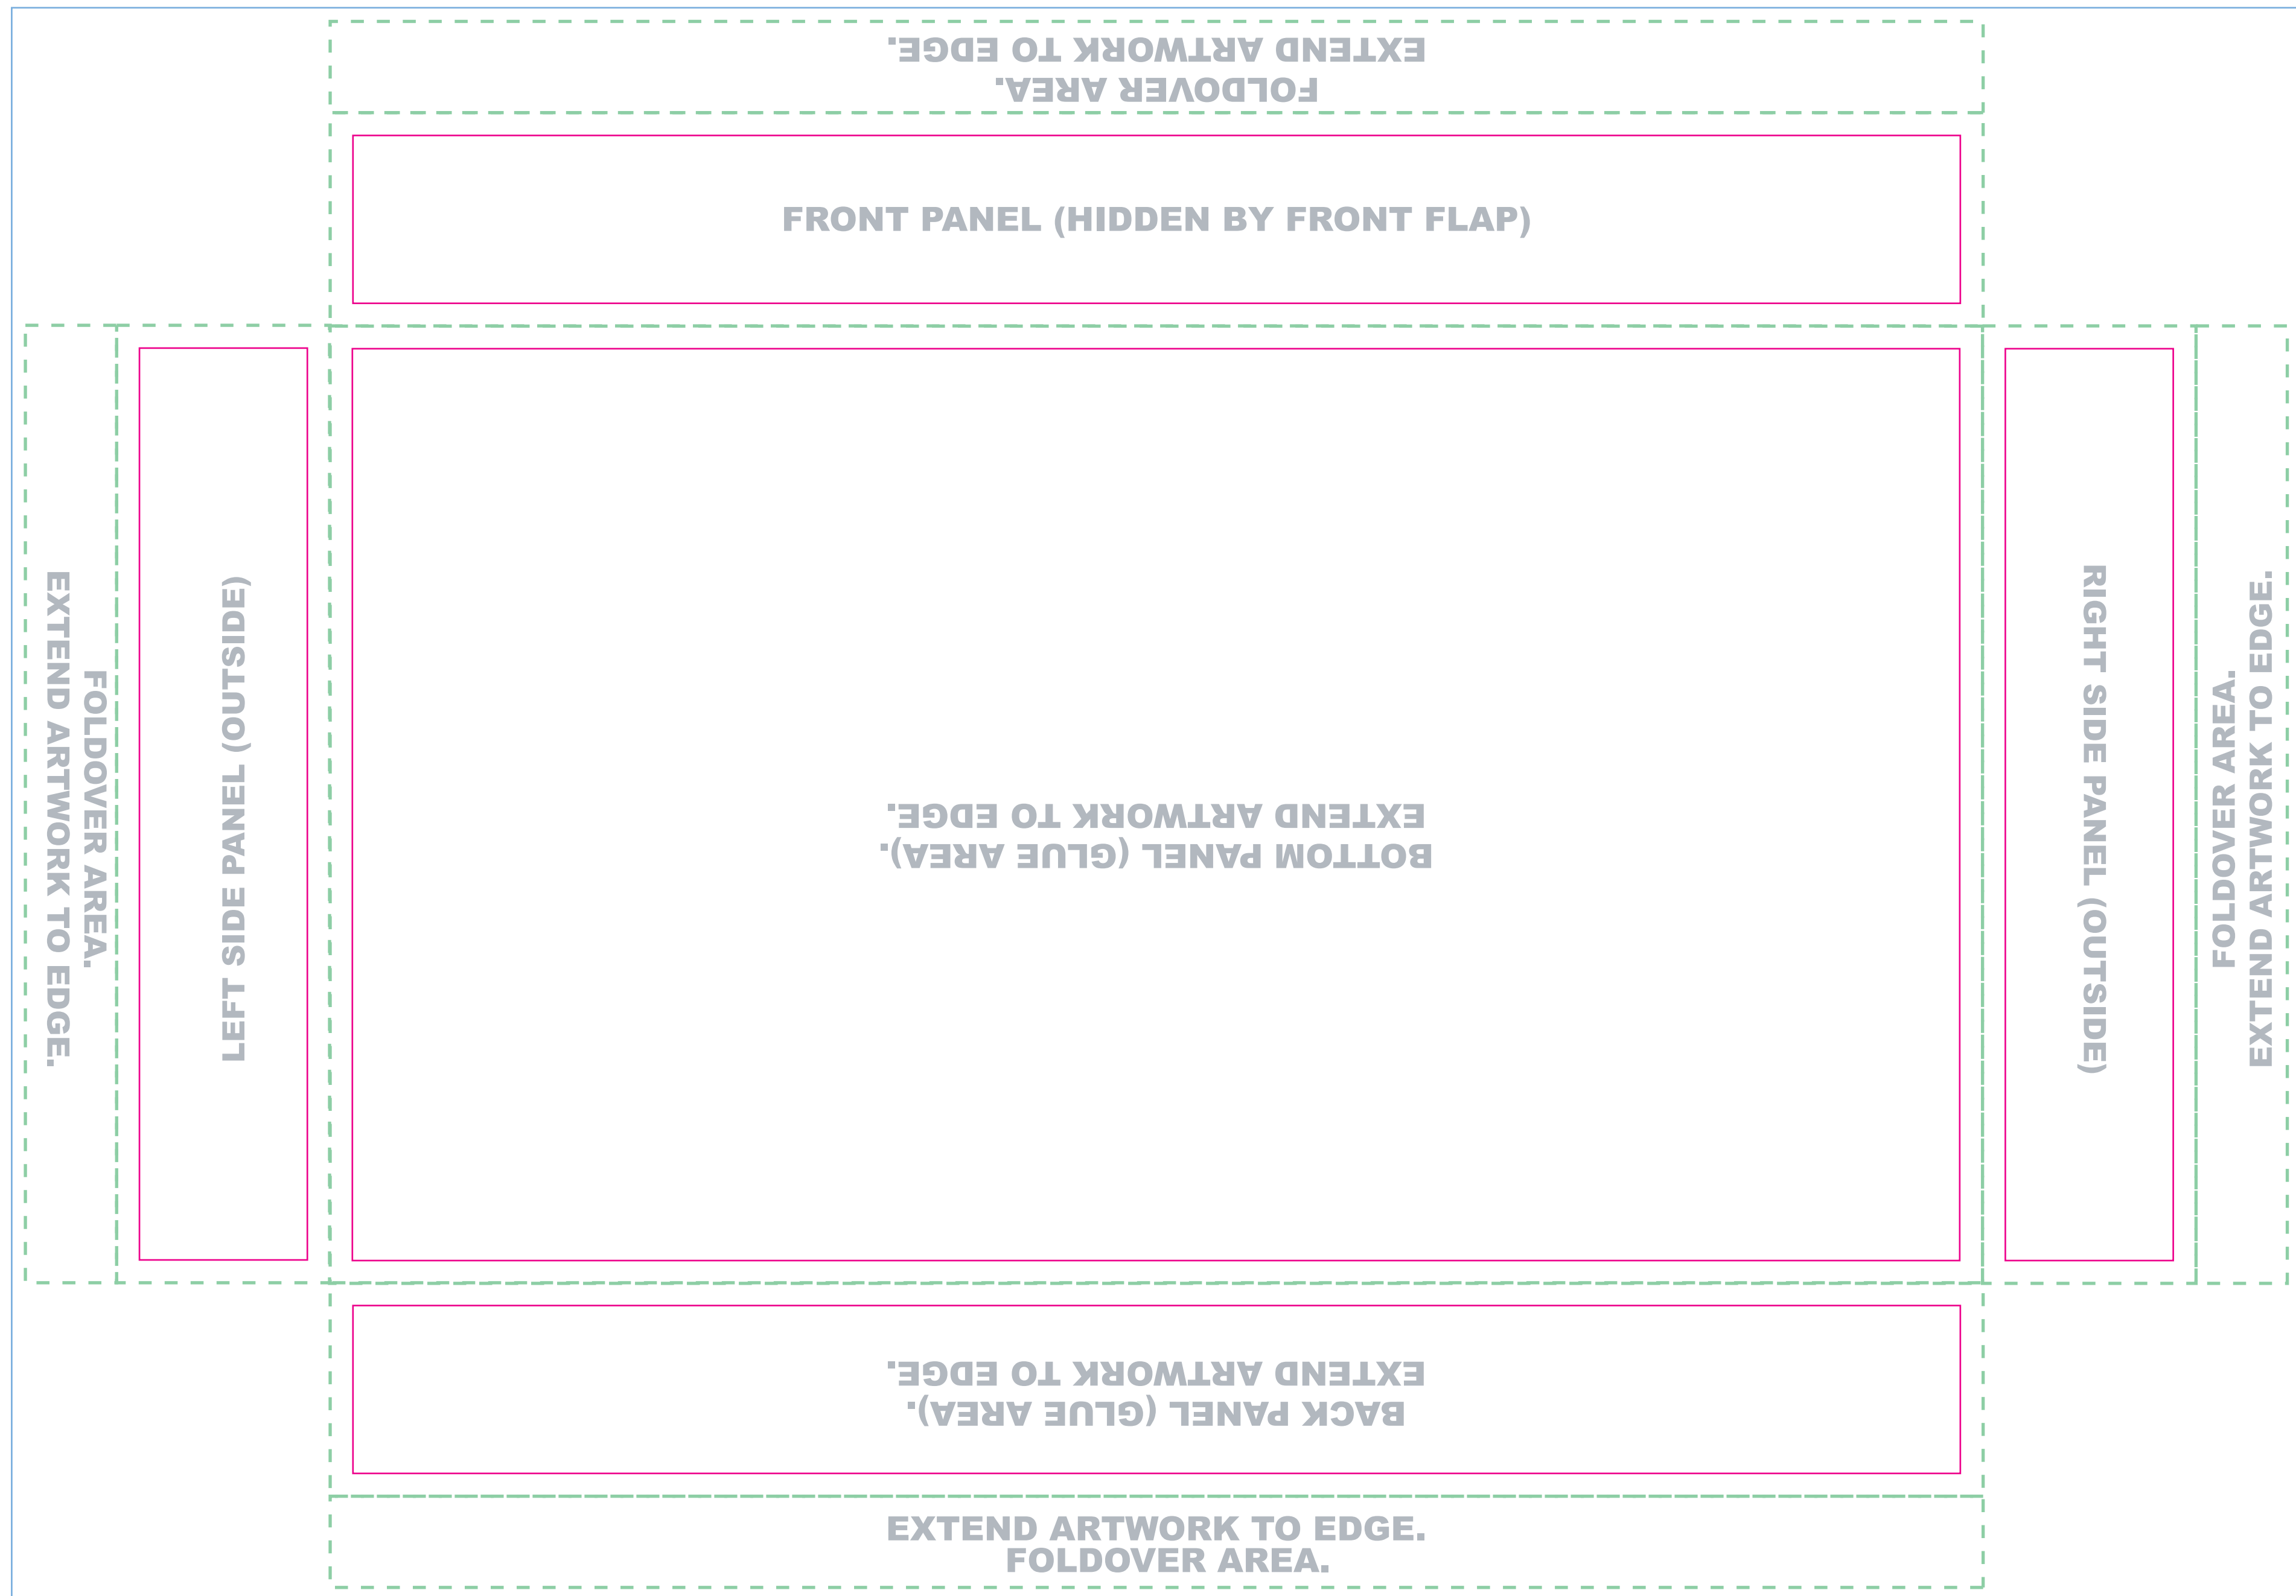 FOLDOVER AREA.
EXTEND ARTWORK TO EDGE.
FRONT PANEL (HIDDEN BY FRONT FLAP)
FOLDOVER AREA.
EXTEND ARTWORK TO EDGE.
LEFT SIDE PANEL (OUTSIDE)
BOTTOM PANEL (GLUE AREA).
EXTEND ARTWORK TO EDGE.
RIGHT SIDE PANEL (OUTSIDE)
FOLDOVER AREA.
EXTEND ARTWORK TO EDGE.
BACK PANEL (GLUE AREA).
EXTEND ARTWORK TO EDGE.
EXTEND ARTWORK TO EDGE.
FOLDOVER AREA.